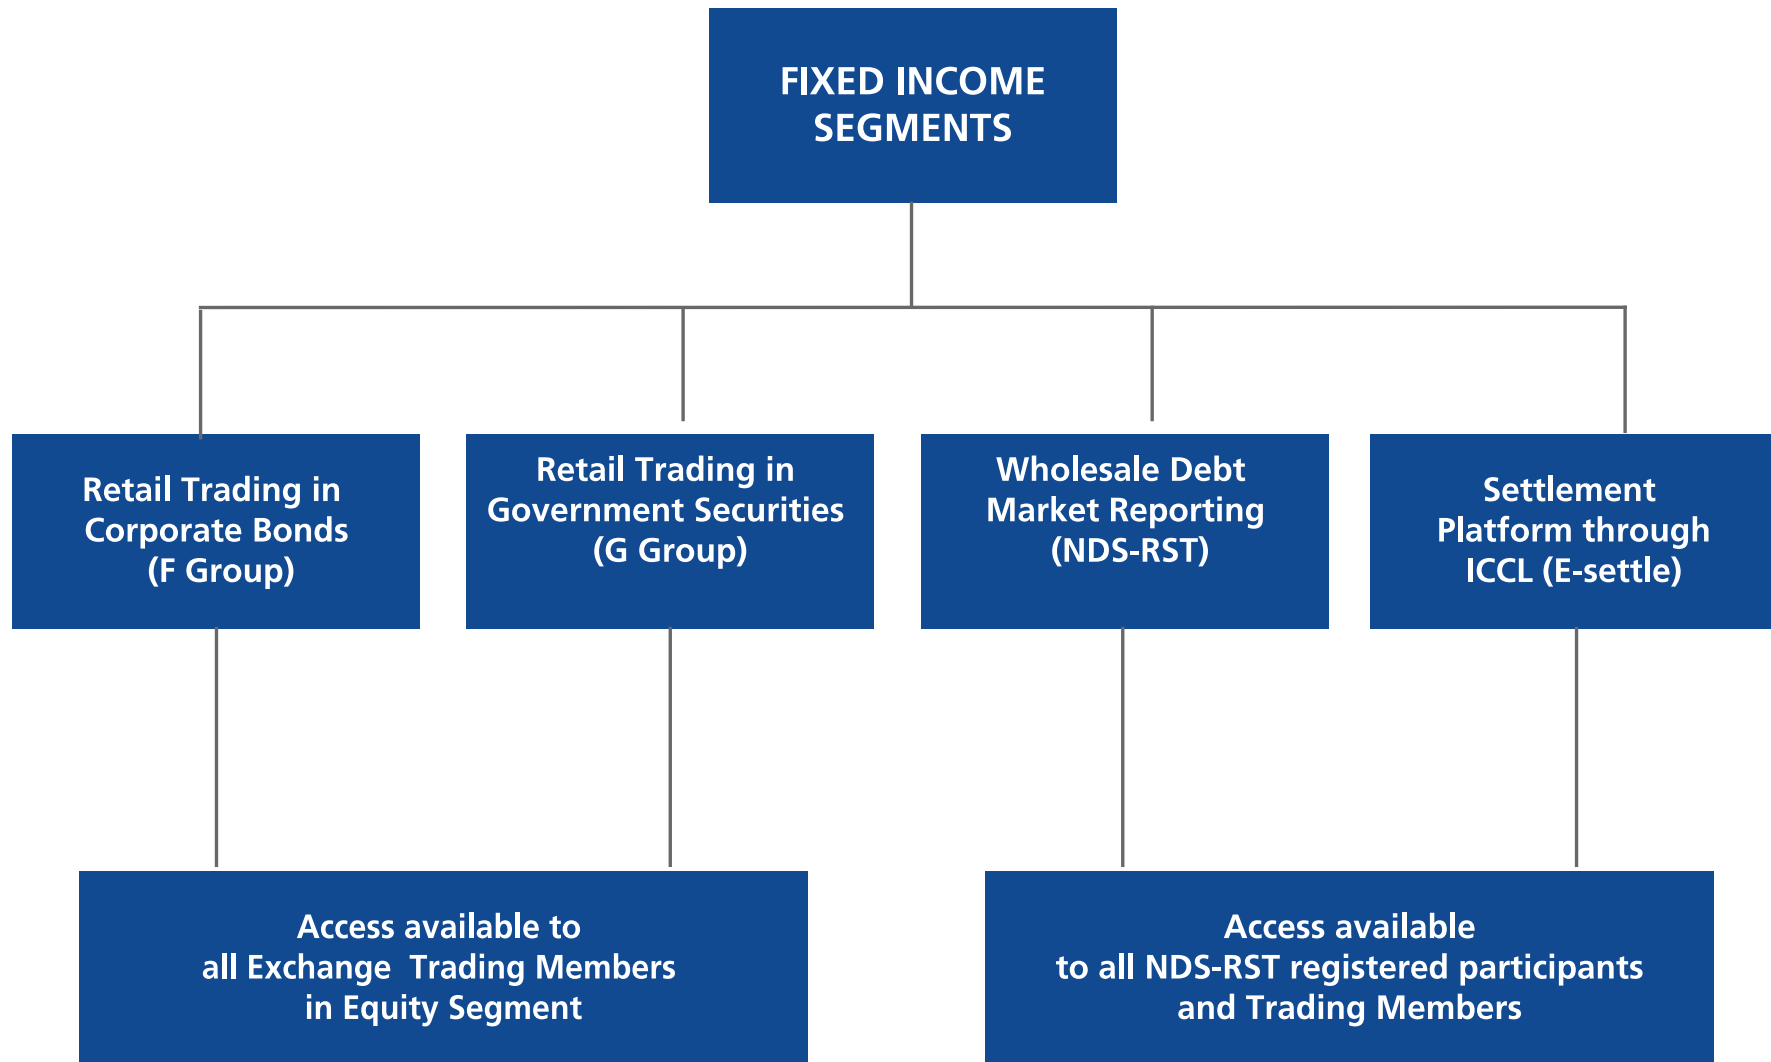 FIXED INCOME
SEGMENTS
Retail Trading in
Corporate Bonds
(F Group)
Retail Trading in
Government Securities
(G Group)
Wholesale Debt
Market Reporting
(NDS-RST)
Settlement
Platform through
ICCL (E-settle)
Access available to
all Exchange Trading Members
in Equity Segment
Access available
to all NDS-RST registered participants
and Trading Members